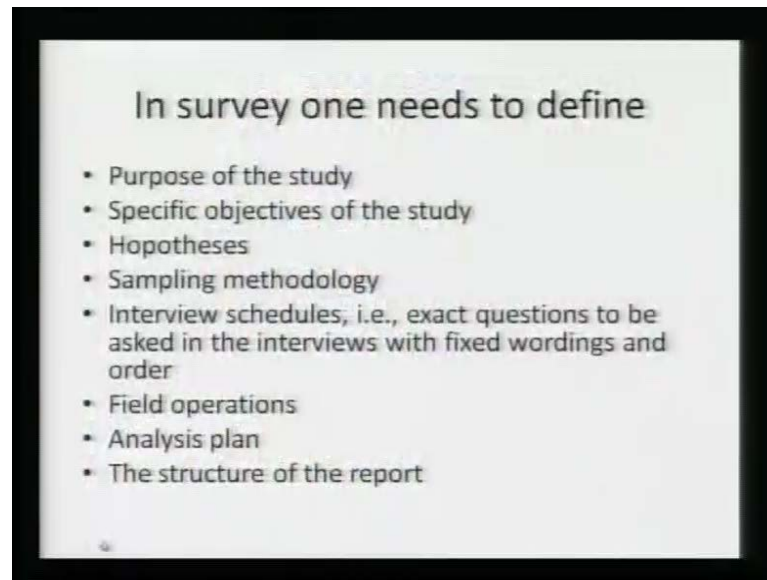 In survey one needs to define
• Purpose of the study
• Specific objectives of the study
• Hopotheses
• Sampling methodology
• Interview schedules, i.e., exact questions to be
asked in the interviews with fixed wordings and
order
• Field operations
• Analysis plan
• The structure of the report